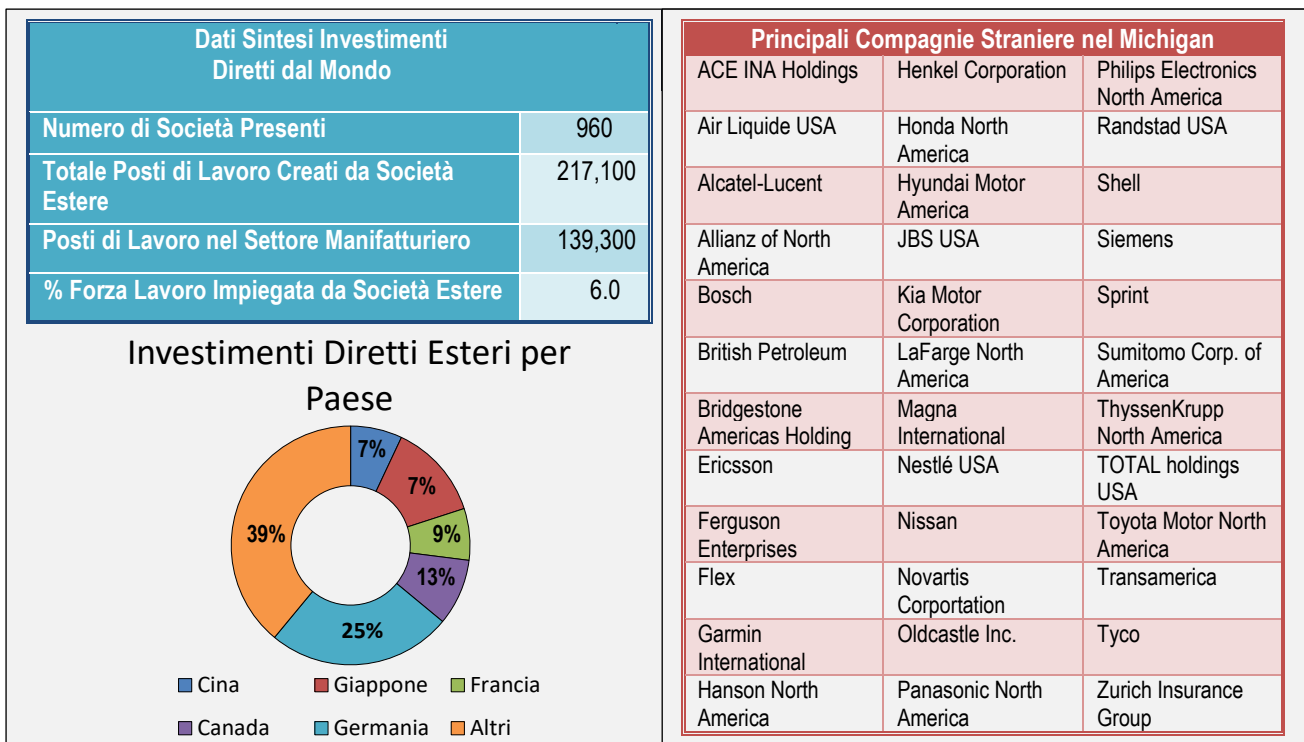 Dati Sintesi Investimenti
Diretti dal Mondo
Numero di Società Presenti 960
Totale Posti di Lavoro Creati da Società 217,100
Estere
Posti di Lavoro nel Settore Manifatturiero 139,300
% Forza Lavoro Impiegata da Società Estere 6.0
Investimenti Diretti Esteri per
Paese
7%
7%
9%
13%
25%
39%
Cina Giappone Francia
Canada Germania Altri
Principali Compagnie Straniere nel Michigan
ACE INA Holdings Henkel Corporation Philips Electronics
North America
Air Liquide USA Honda North Randstad USA
America
Alcatel-Lucent Hyundai Motor Shell
America
Allianz of North JBS USA Siemens
America
Bosch Kia Motor Sprint
Corporation
British Petroleum LaFarge North Sumitomo Corp. of
America America
Bridgestone Magna ThyssenKrupp
Americas Holding International North America
Ericsson Nestlé USA TOTAL holdings
USA
Ferguson Nissan Toyota Motor North
Enterprises America
Flex Novartis Transamerica
Corportation
Garmin Oldcastle Inc. Tyco
International
Hanson North Panasonic North Zurich Insurance
America America Group